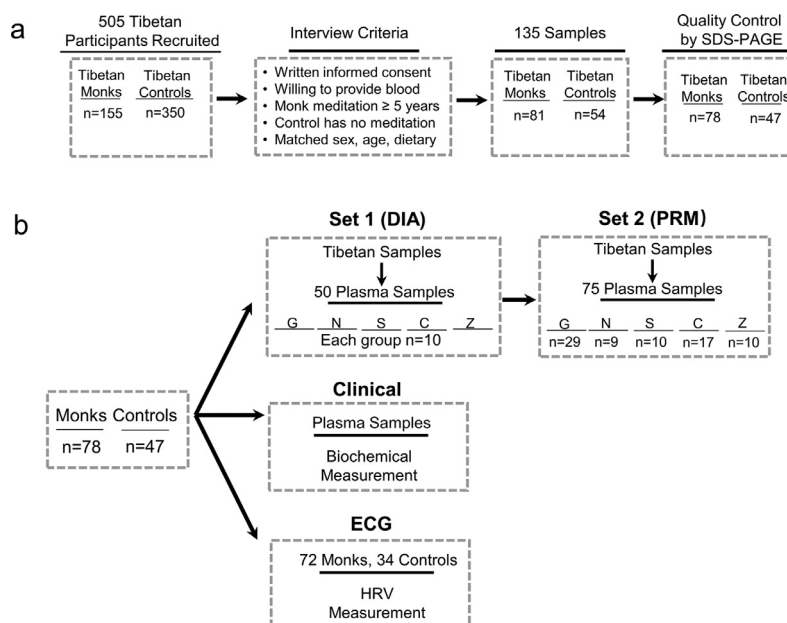 a
505 Tibetan
Participants Recruited
Tibetan Monks
n=155
Tibetan Controls
n=350
Interview Criteria
• Written informed consent
• Willing to provide blood
• Monk meditation ≥ 5 years
• Control has no meditation
• Matched sex, age, dietary
135 Samples
Tibetan Monks
n=81
Tibetan Controls
n=54
Quality Control
by SDS-PAGE
Tibetan Monks
n=78
Tibetan Controls
n=47
b
Monks Controls
n=78 n=47
Set 1 (DIA)
Tibetan Samples
50 Plasma Samples
G N S C Z
Each group n=10
Set 2 (PRM)
Tibetan Samples
75 Plasma Samples
G N S C Z
n=29 n=9 n=10 n=17 n=10
Clinical
Plasma Samples
Biochemical
Measurement
ECG
72 Monks, 34 Controls
HRV
Measurement